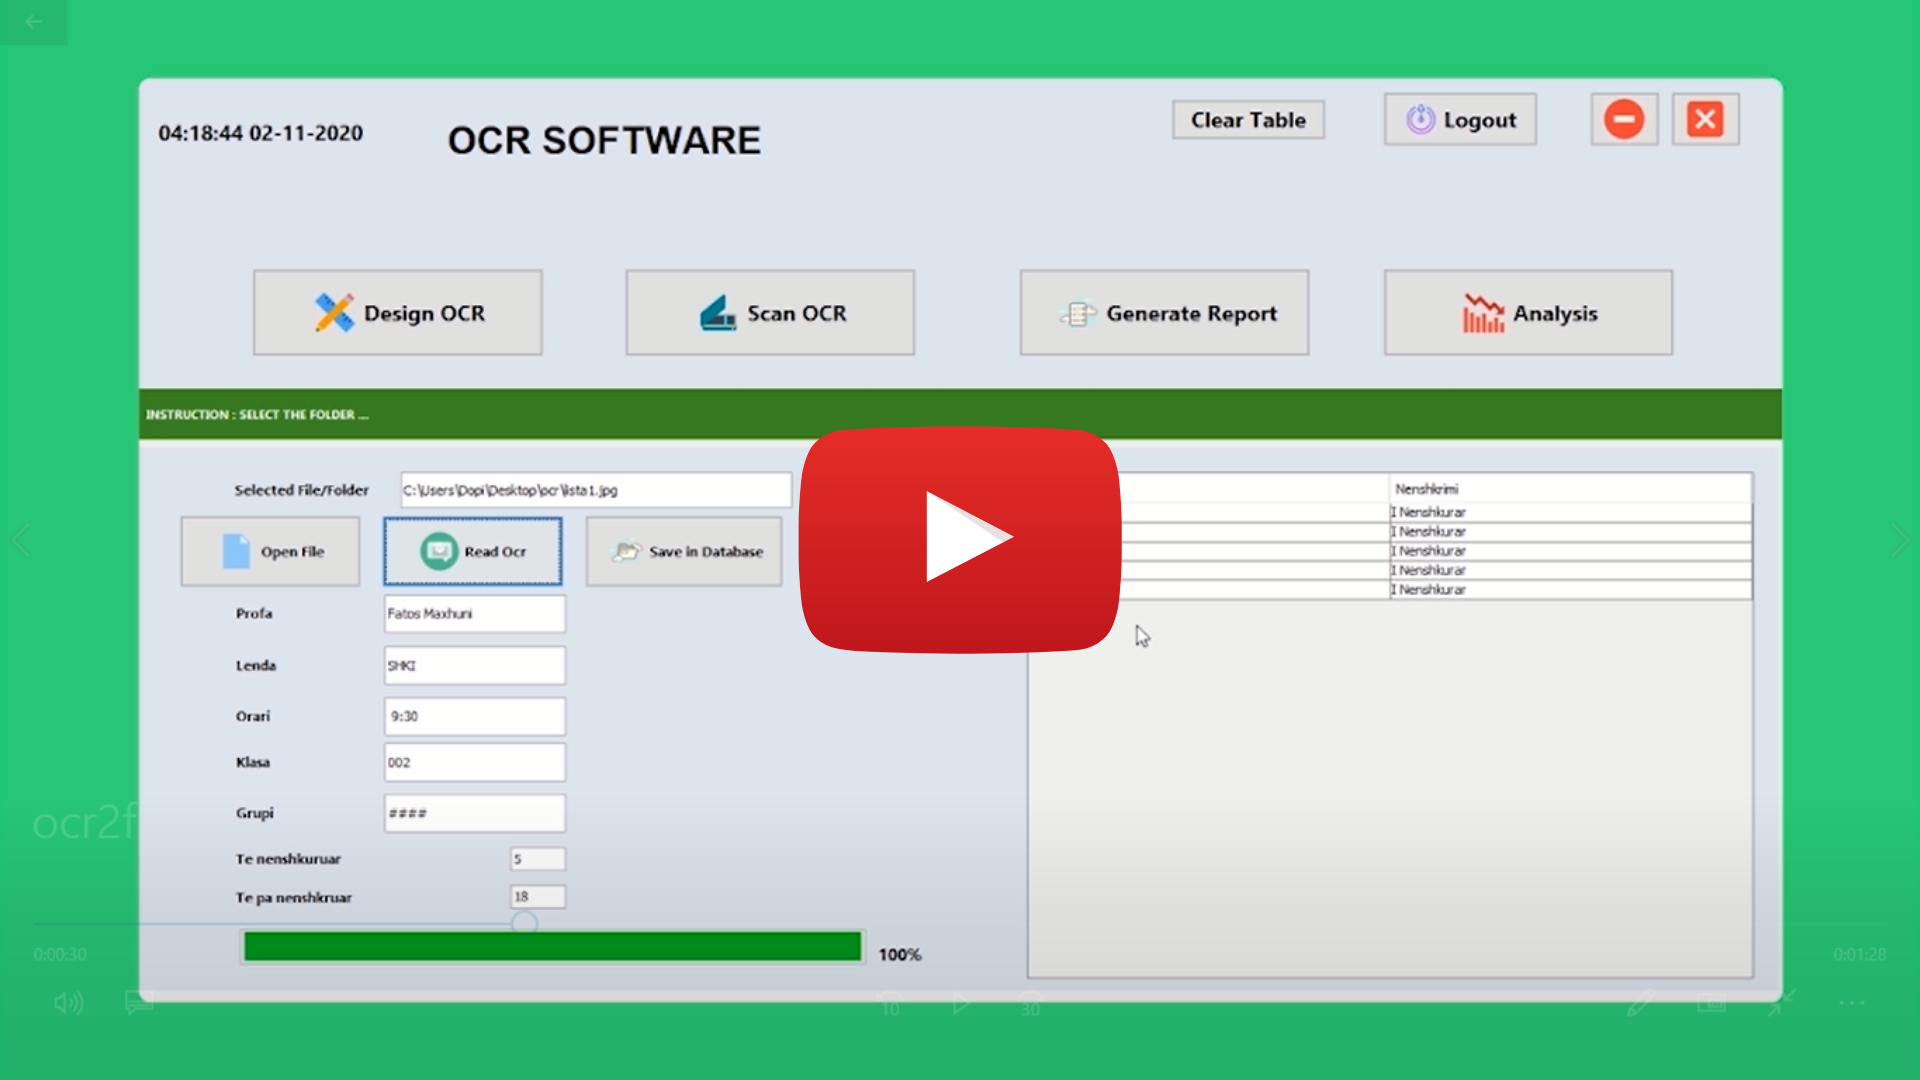 04:18:44 02-11-2020
OCR SOFTWARE
Clear Table
Logout
Design OCR
Scan OCR
Generate Report
Analysis
INSTRUCTION : SELECT THE FOLDER ...
Selected File/Folder
C:\Users\Dopi\Desktop\ocr\lista1.jpg
Open File
Read Ocr
Save in Database
Nenshkrimi
I Nenshkurar
I Nenshkurar
I Nenshkurar
I Nenshkurar
I Nenshkurar
Profa
Fatos Maxhuni
Lenda
SHKI
Orari
9:30
Klasa
002
Grupi
####
Te nenshkuruar
5
Te pa nenshkruar
18
100%
ocr2f
0:00:30
0:01:28
10
30